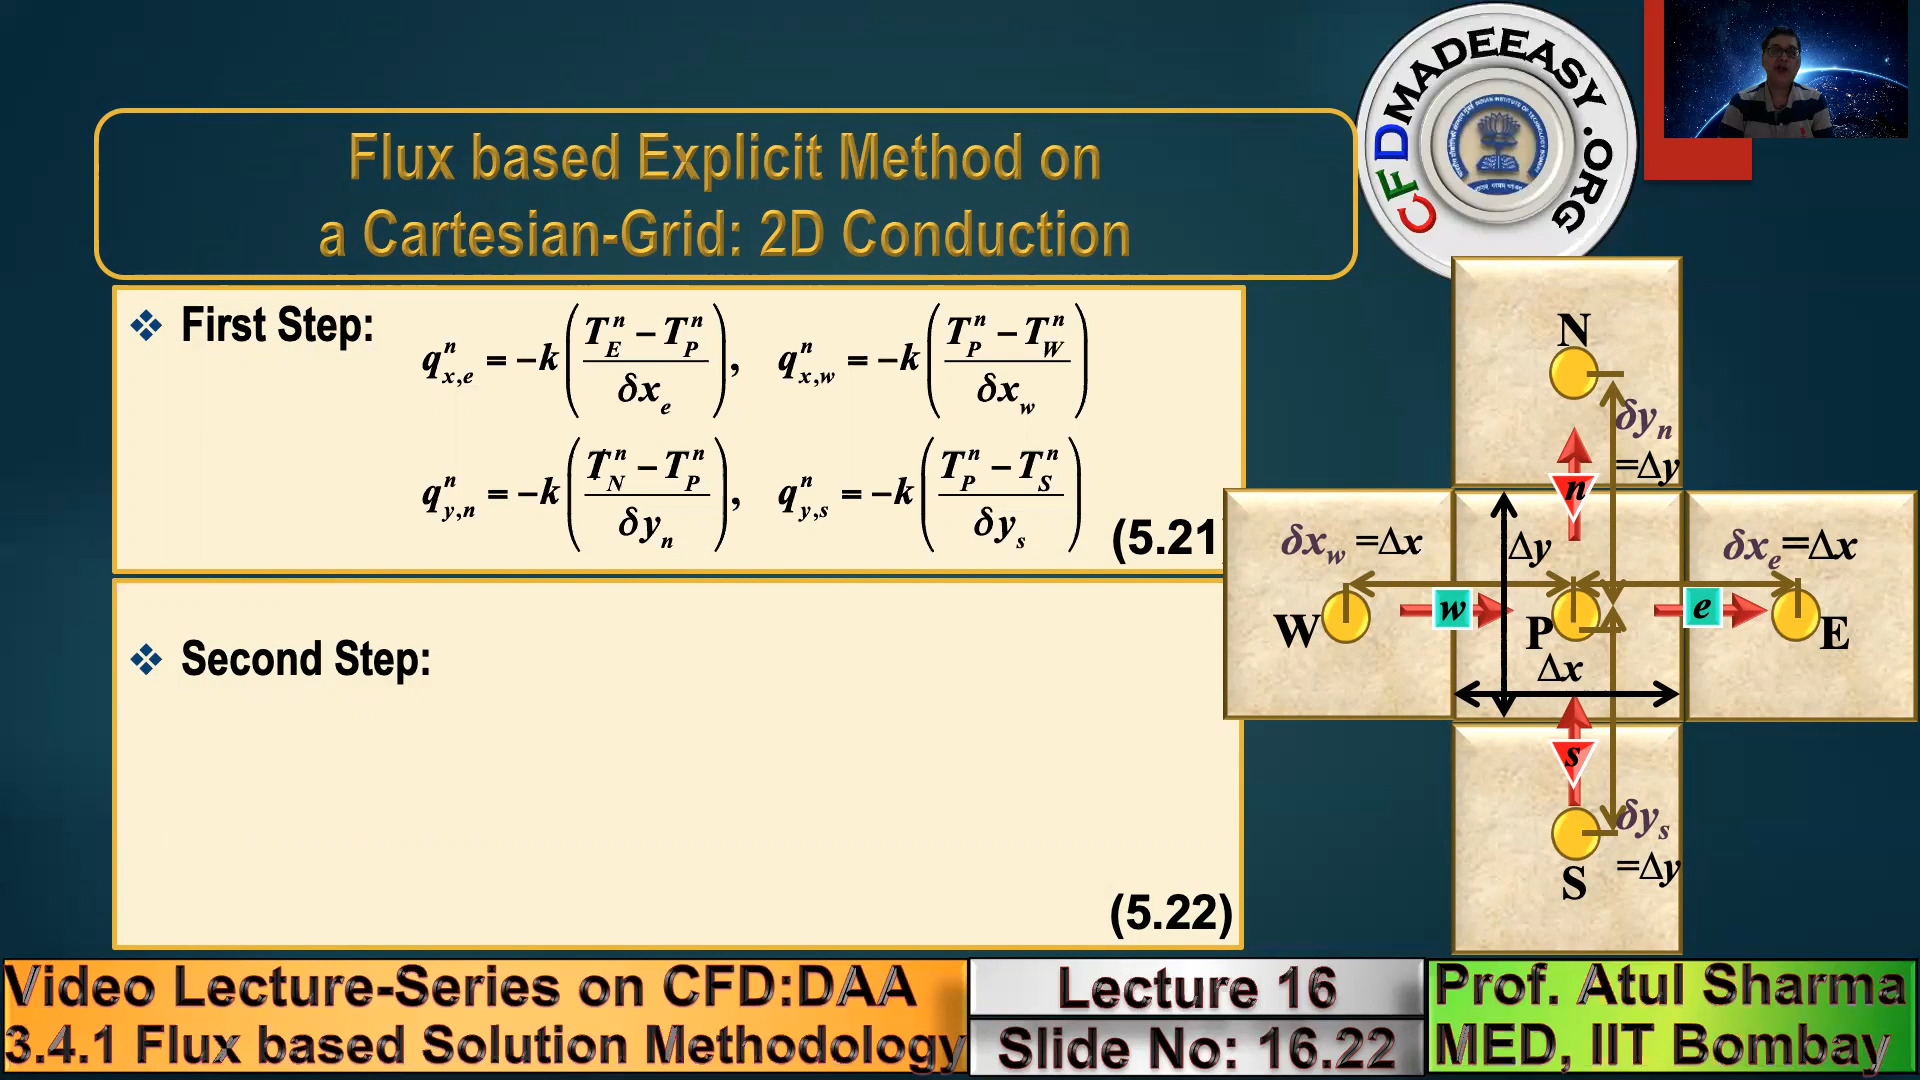 CFDMADEEASY.ORG
Flux based Explicit Method on
a Cartesian-Grid: 2D Conduction
❖ First Step:
q^n_{x,e} = −k((T^n_E − T^n_P)/δx_e), q^n_{x,w} = −k((T^n_P − T^n_W)/δx_w)
q^n_{y,n} = −k((T^n_N − T^n_P)/δy_n), q^n_{y,s} = −k((T^n_P − T^n_S)/δy_s)
(5.21
❖ Second Step:
(5.22)
N
δy_n
=Δy
n
δx_w =Δx
Δy
δx_e=Δx
W
w
P
e
E
Δx
s
δy_s
=Δy
S
Video Lecture-Series on CFD:DAA
3.4.1 Flux based Solution Methodology
Lecture 16
Slide No: 16.22
Prof. Atul Sharma
MED, IIT Bombay